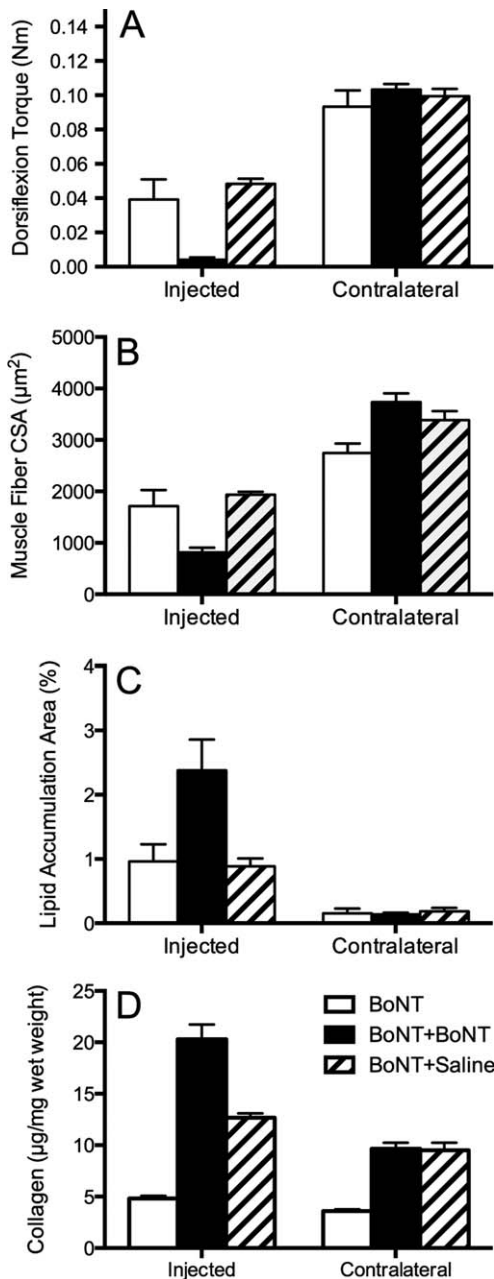 A
Dorsiflexion Torque (Nm)
0.14
0.12
0.10
0.08
0.06
0.04
0.02
0.00
Injected Contralateral
B
Muscle Fiber CSA (µm²)
5000
4000
3000
2000
1000
0
Injected Contralateral
C
Lipid Accumulation Area (%)
4
3
2
1
0
Injected Contralateral
D
Collagen (µg/mg wet weight)
25
20
15
10
5
0
BoNT
BoNT+BoNT
BoNT+Saline
Injected Contralateral